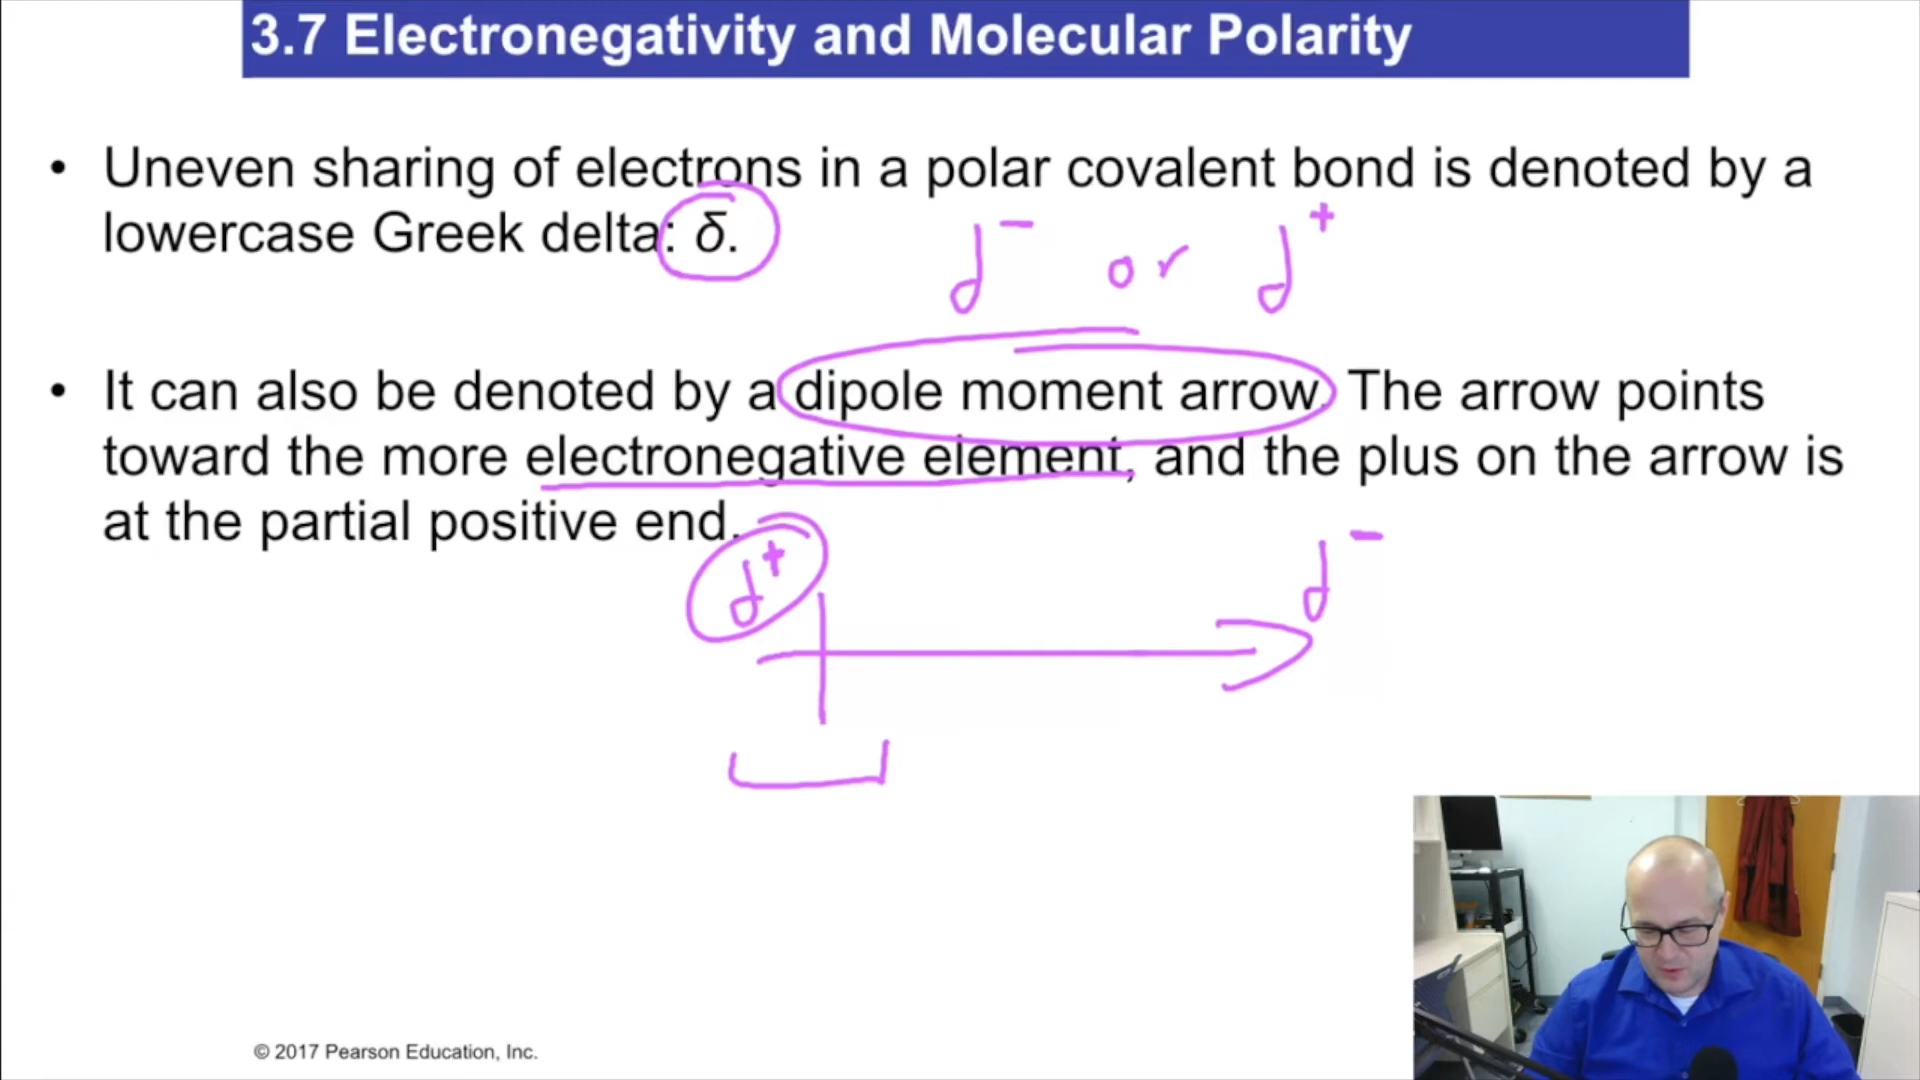 3.7 Electronegativity and Molecular Polarity
• Uneven sharing of electrons in a polar covalent bond is denoted by a
lowercase Greek delta: δ.
δ⁻ or δ⁺
• It can also be denoted by a dipole moment arrow. The arrow points
toward the more electronegative element, and the plus on the arrow is
at the partial positive end.
δ⁺ δ⁻
© 2017 Pearson Education, Inc.